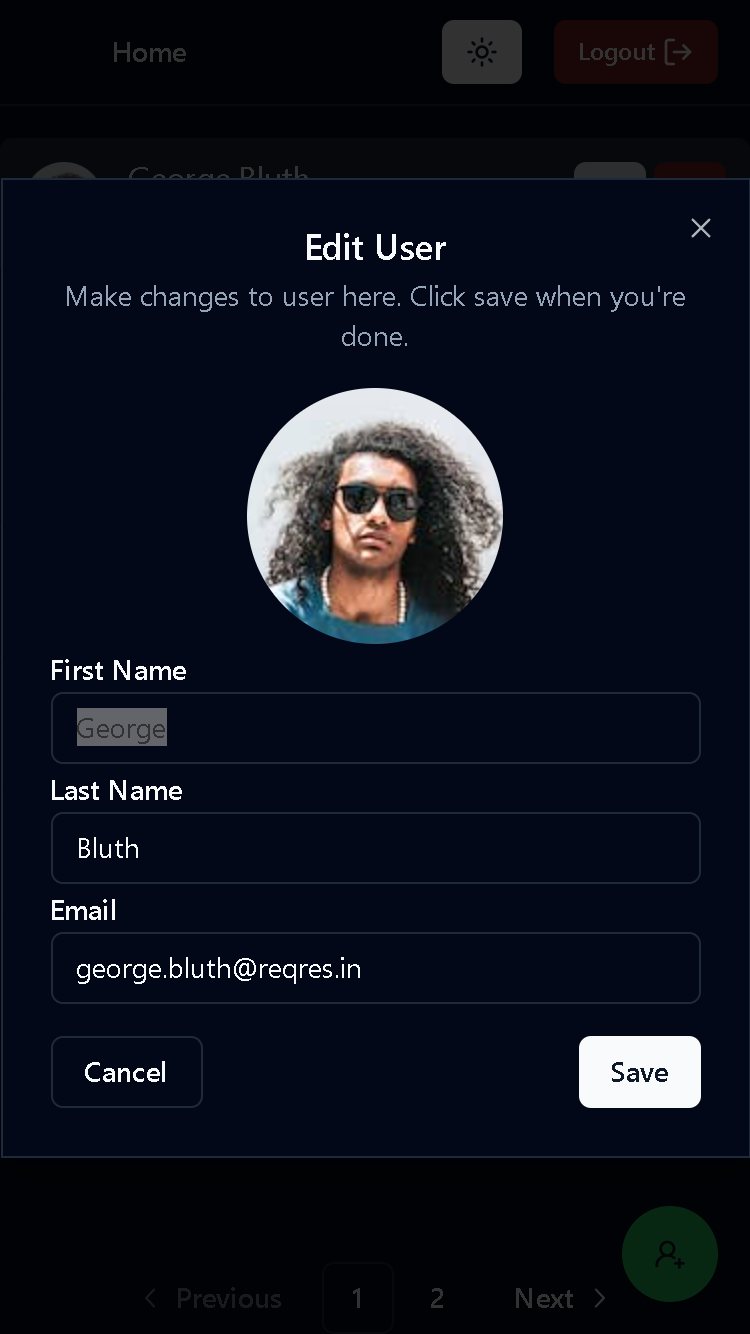 Home
Logout
George Bluth
Edit User
Make changes to user here. Click save when you're
done.
First Name
George
Last Name
Bluth
Email
george.bluth@reqres.in
Cancel
Save
Previous
1
2
Next